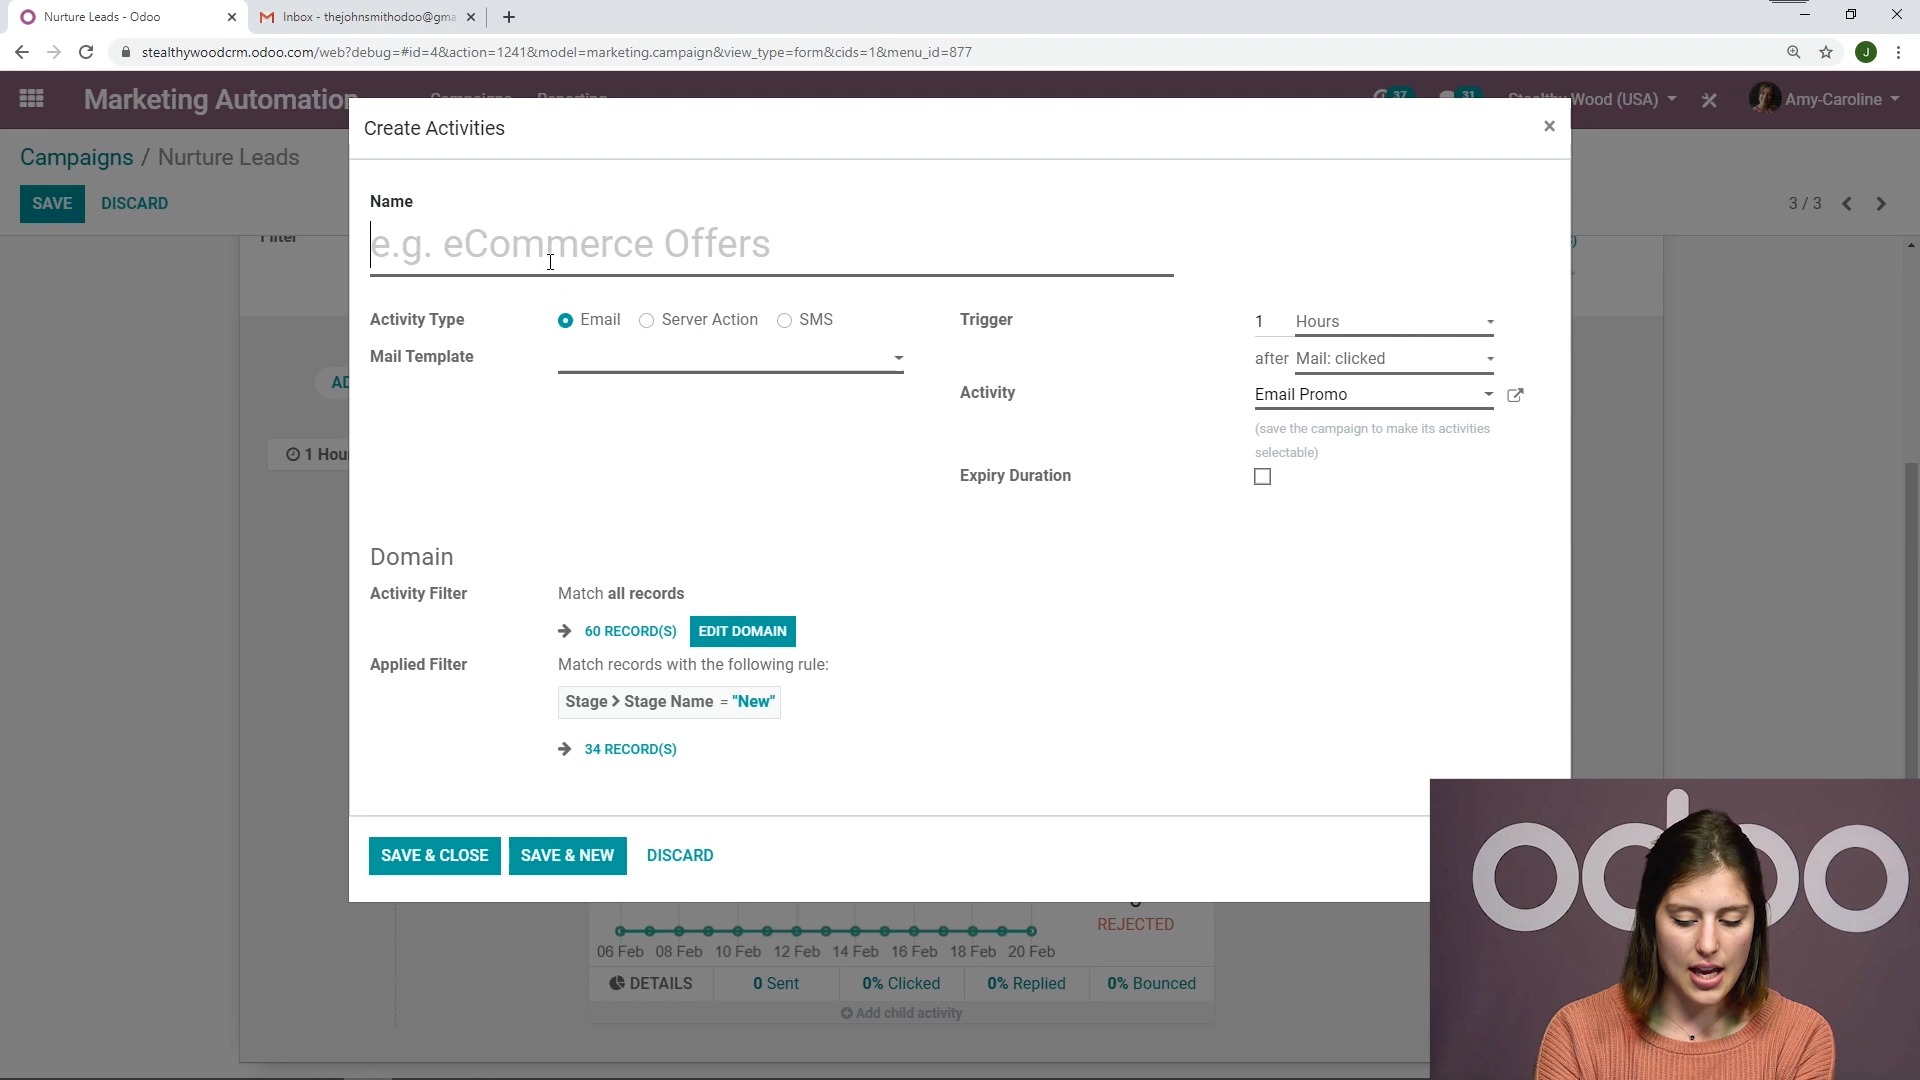 Nurture Leads - Odoo
Inbox - thejohnsmithodoo@gma
stealthywoodcrm.odoo.com/web?debug=#id=4&action=1241&model=marketing.campaign&view_type=form&cids=1&menu_id=877
J
Marketing Automation
Campaigns
Reporting
37
31
Stealthy Wood (USA)
Amy-Caroline
Create Activities
Campaigns / Nurture Leads
SAVE
DISCARD
3 / 3
Filter
Name
e.g. eCommerce Offers
Activity Type
Email
Server Action
SMS
Trigger
1
Hours
Mail Template
after
Mail: clicked
AD
Activity
Email Promo
(save the campaign to make its activities
selectable)
1 Hou
Expiry Duration
Domain
Activity Filter
Match all records
60 RECORD(S)
EDIT DOMAIN
Applied Filter
Match records with the following rule:
Stage > Stage Name = "New"
34 RECORD(S)
SAVE & CLOSE
SAVE & NEW
DISCARD
REJECTED
06 Feb 08 Feb 10 Feb 12 Feb 14 Feb 16 Feb 18 Feb 20 Feb
DETAILS
0 Sent
0% Clicked
0% Replied
0% Bounced
Add child activity
odoo